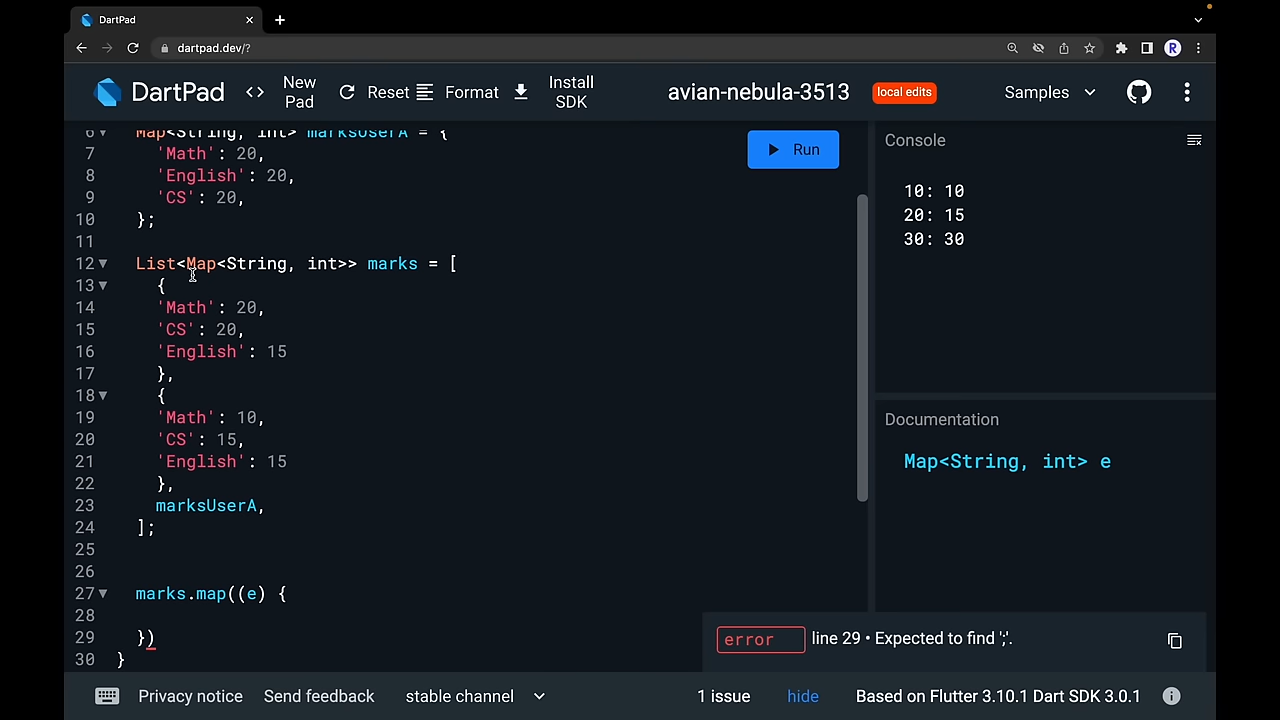 DartPad
dartpad.dev/?
R
DartPad
<>
New Pad
Reset
Format
Install SDK
avian-nebula-3513
local edits
Samples
6 Map<String, int> marksUserA = {
7 'Math': 20,
8 'English': 20,
9 'CS': 20,
10 };
11
12 List<Map<String, int>> marks = [
13 {
14 'Math': 20,
15 'CS': 20,
16 'English': 15
17 },
18 {
19 'Math': 10,
20 'CS': 15,
21 'English': 15
22 },
23 marksUserA,
24 ];
25
26
27 marks.map((e) {
28
29 })
30 }
Run
Console
10: 10
20: 15
30: 30
Documentation
Map<String, int> e
error line 29 • Expected to find ';'.
Privacy notice
Send feedback
stable channel
1 issue
hide
Based on Flutter 3.10.1 Dart SDK 3.0.1